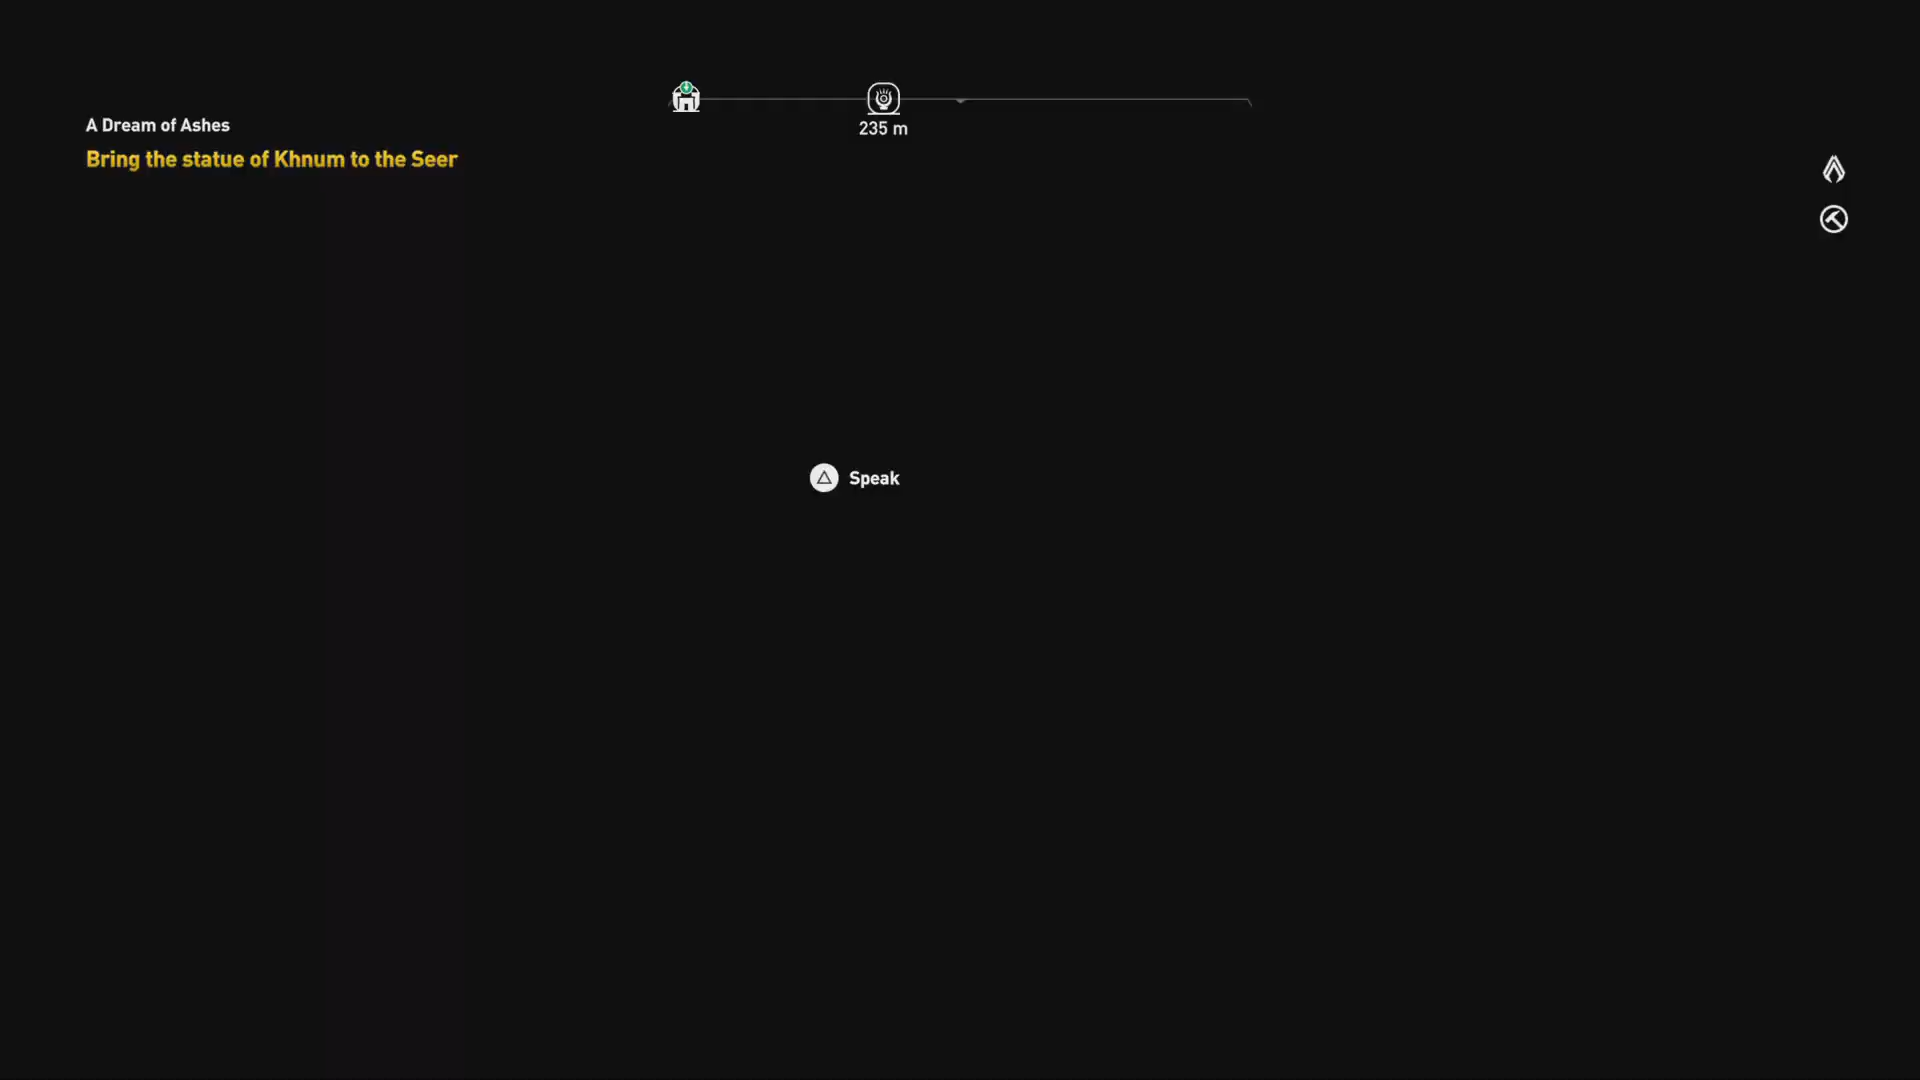 235 m
A Dream of Ashes
Bring the statue of Khnum to the Seer
Speak